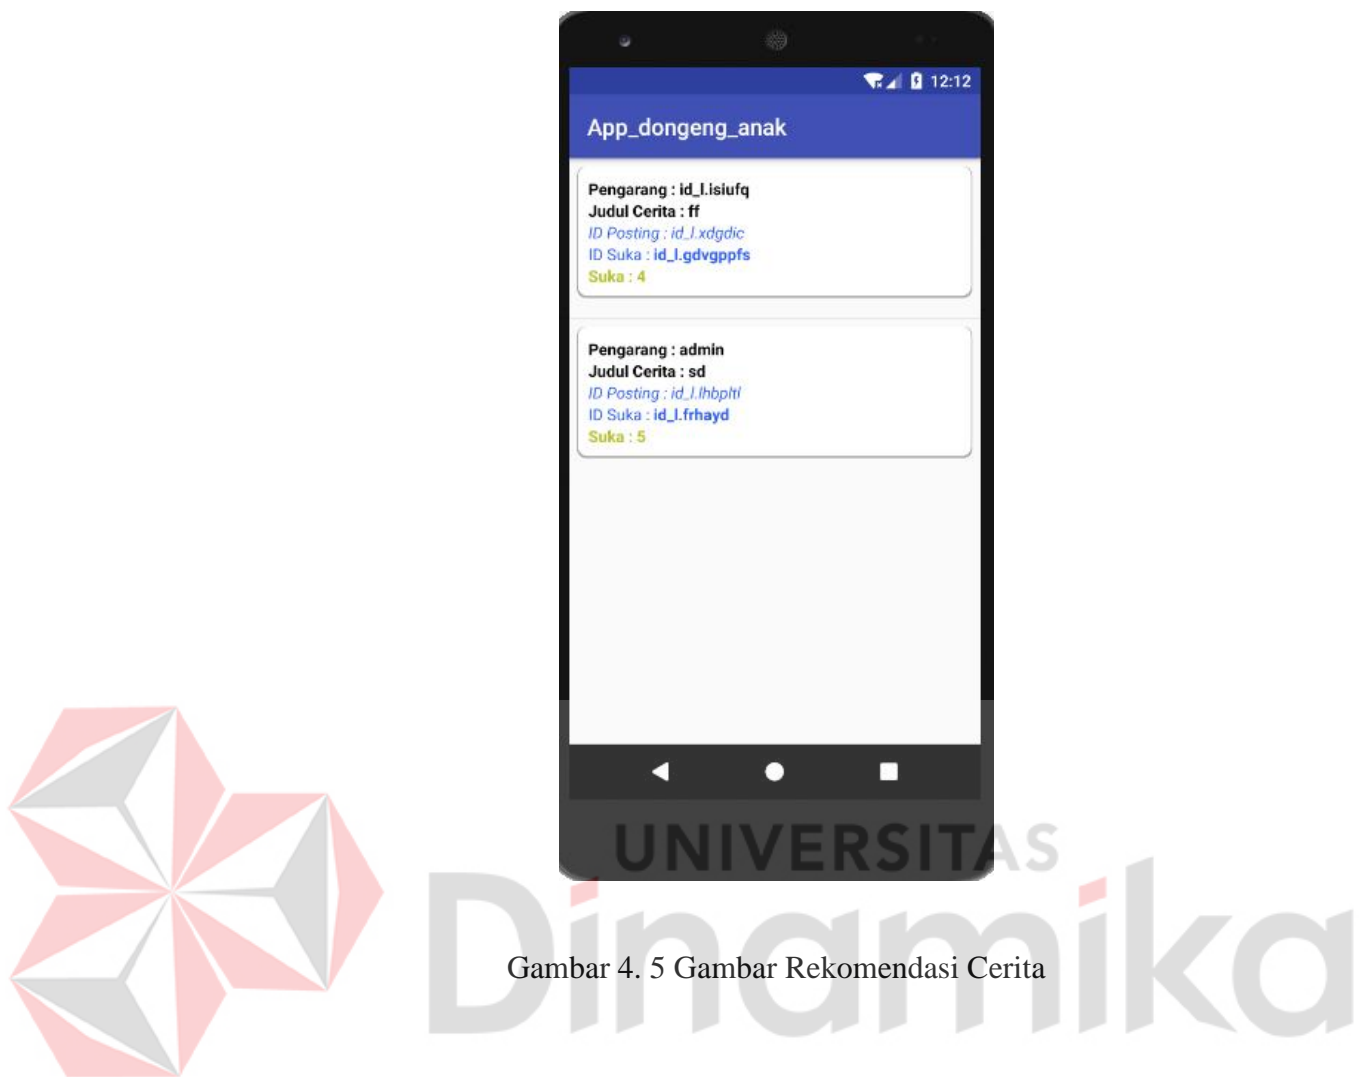 12:12
App_dongeng_anak
Pengarang : id_l.isiufq
Judul Cerita : ff
ID Posting : id_l.xdgdic
ID Suka : id_l.gdvgppfs
Suka : 4
Pengarang : admin
Judul Cerita : sd
ID Posting : id_l.lhbpltl
ID Suka : id_l.frhayd
Suka : 5
UNIVERSITAS
Dinamika
Gambar 4. 5 Gambar Rekomendasi Cerita